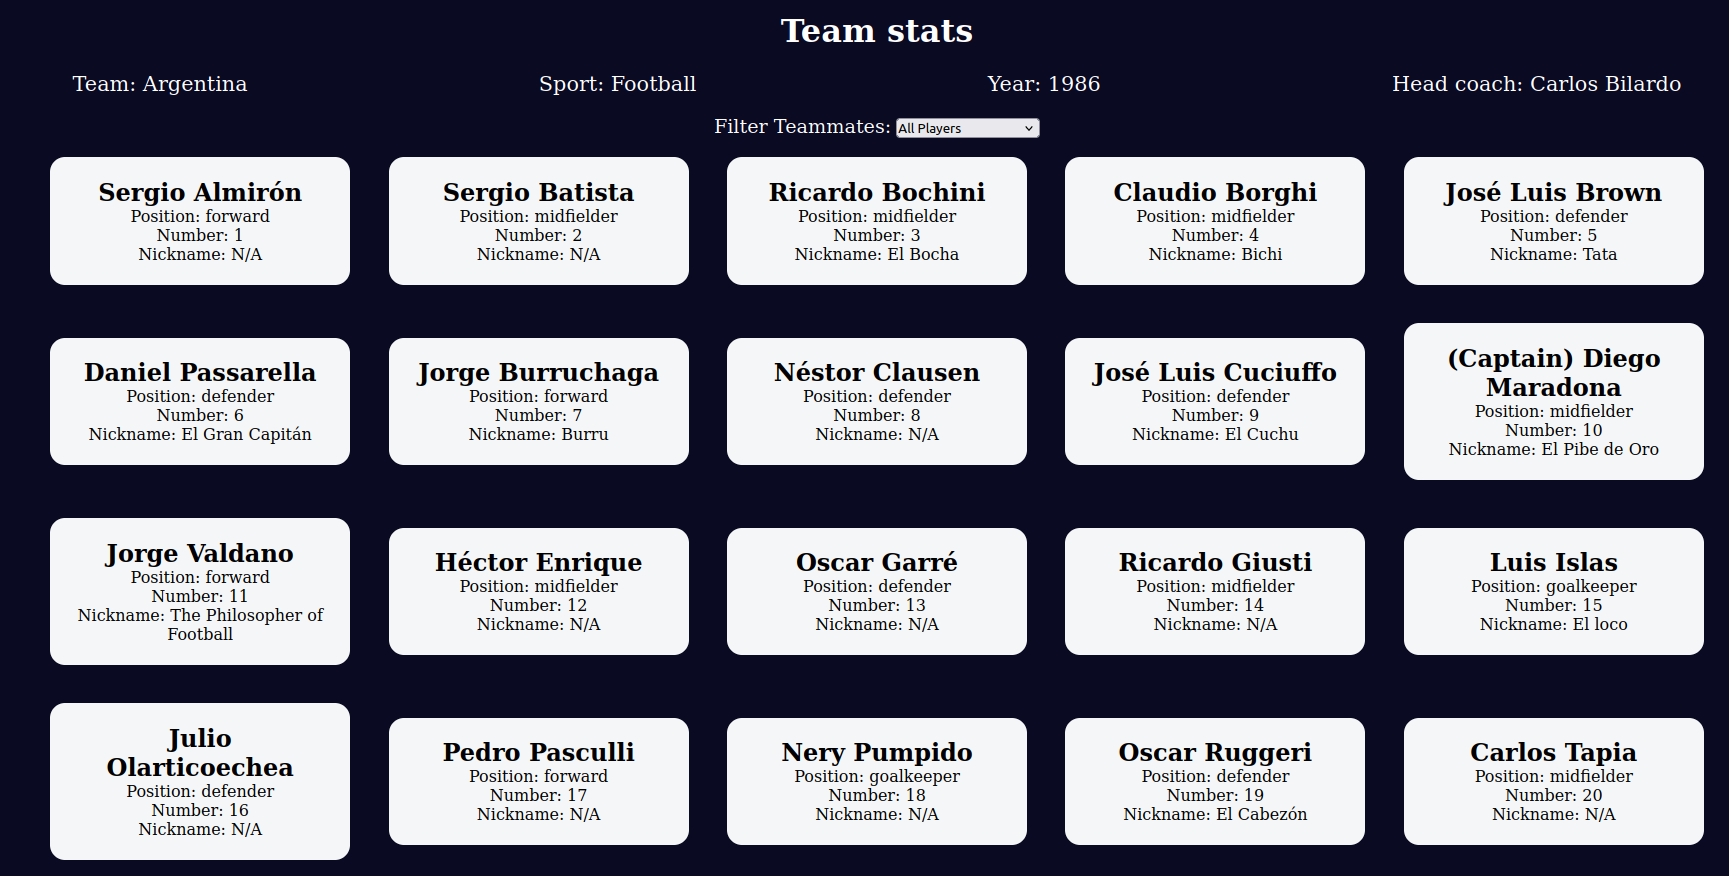 Team stats
Team: Argentina
Sport: Football
Year: 1986
Head coach: Carlos Bilardo
Filter Teammates: All Players
Sergio Almirón
Position: forward
Number: 1
Nickname: N/A
Sergio Batista
Position: midfielder
Number: 2
Nickname: N/A
Ricardo Bochini
Position: midfielder
Number: 3
Nickname: El Bocha
Claudio Borghi
Position: midfielder
Number: 4
Nickname: Bichi
José Luis Brown
Position: defender
Number: 5
Nickname: Tata
Daniel Passarella
Position: defender
Number: 6
Nickname: El Gran Capitán
Jorge Burruchaga
Position: forward
Number: 7
Nickname: Burru
Néstor Clausen
Position: defender
Number: 8
Nickname: N/A
José Luis Cuciuffo
Position: defender
Number: 9
Nickname: El Cuchu
(Captain) Diego
Maradona
Position: midfielder
Number: 10
Nickname: El Pibe de Oro
Jorge Valdano
Position: forward
Number: 11
Nickname: The Philosopher of
Football
Héctor Enrique
Position: midfielder
Number: 12
Nickname: N/A
Oscar Garré
Position: defender
Number: 13
Nickname: N/A
Ricardo Giusti
Position: midfielder
Number: 14
Nickname: N/A
Luis Islas
Position: goalkeeper
Number: 15
Nickname: El loco
Julio
Olarticoechea
Position: defender
Number: 16
Nickname: N/A
Pedro Pasculli
Position: forward
Number: 17
Nickname: N/A
Nery Pumpido
Position: goalkeeper
Number: 18
Nickname: N/A
Oscar Ruggeri
Position: defender
Number: 19
Nickname: El Cabezón
Carlos Tapia
Position: midfielder
Number: 20
Nickname: N/A